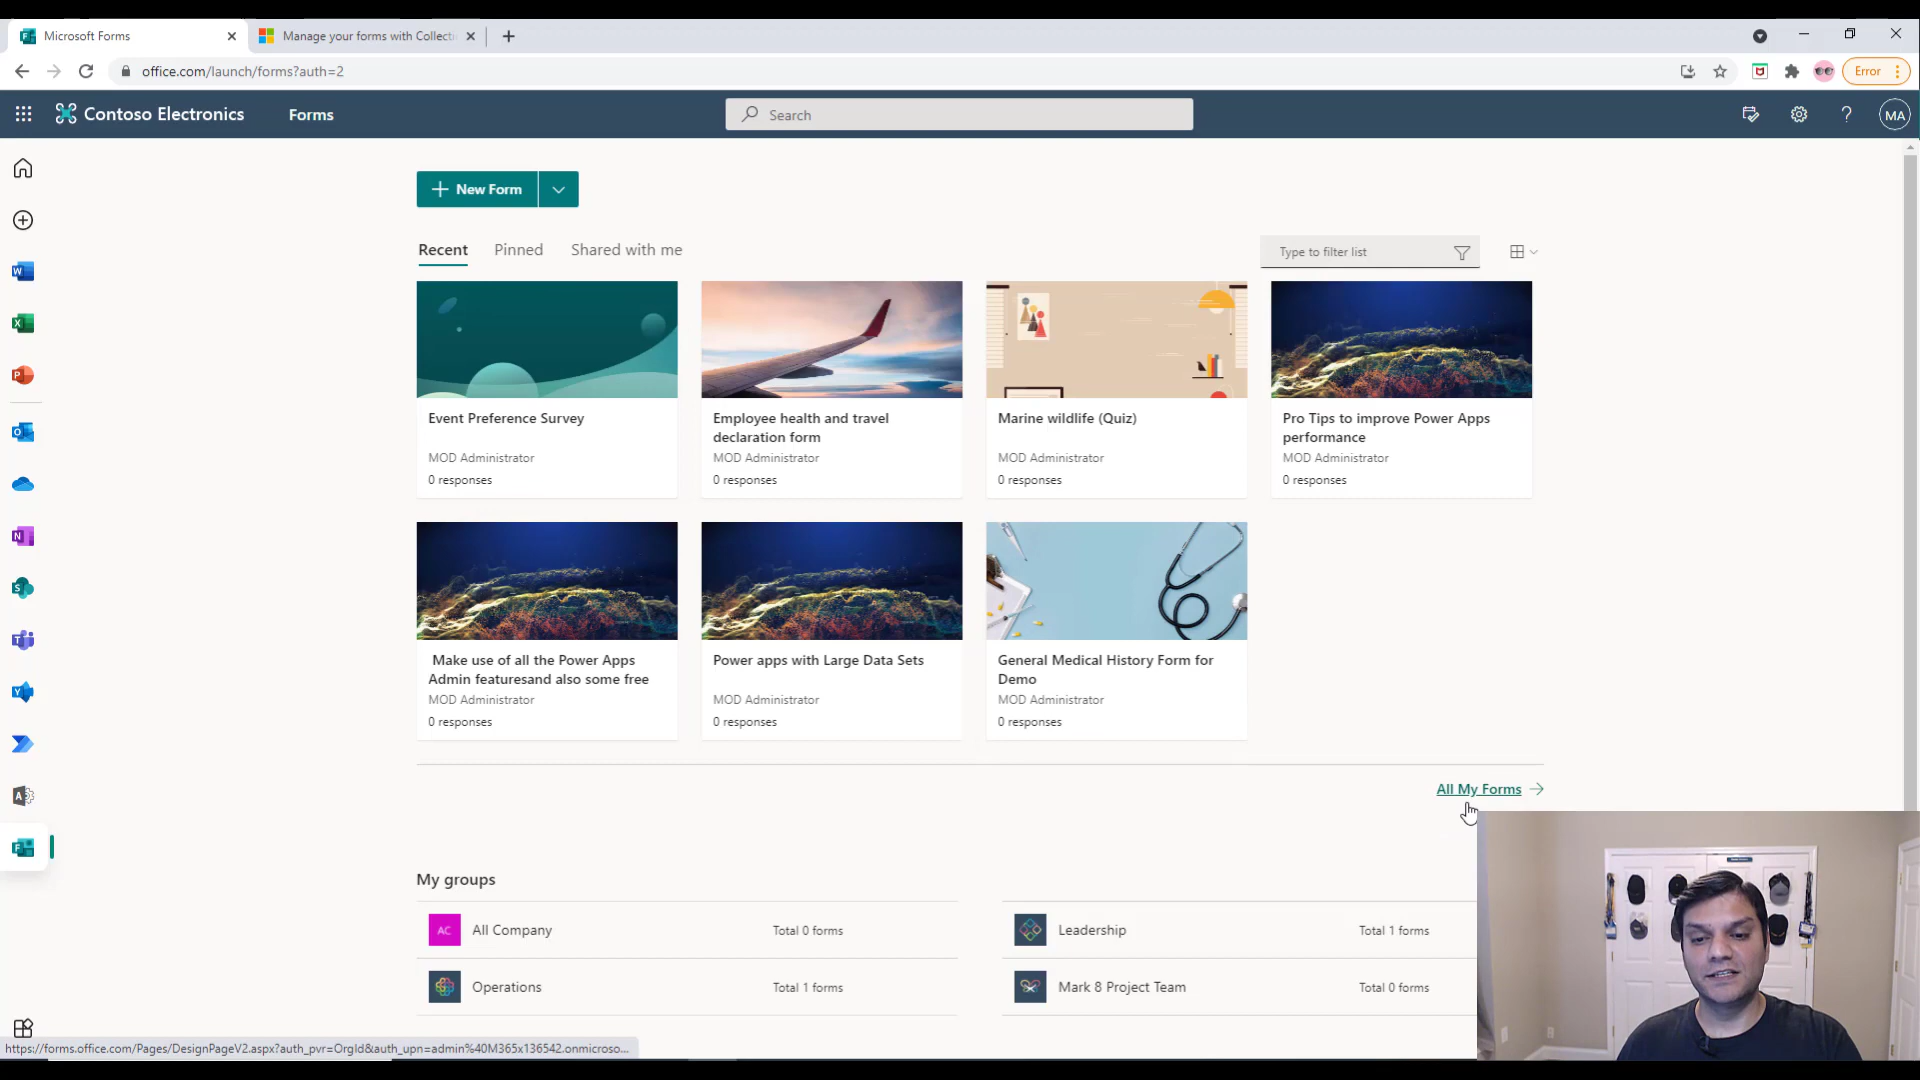 Microsoft Forms
Manage your forms with Collecti
office.com/launch/forms?auth=2
Error
Contoso Electronics
Forms
Search
MA
New Form
Recent
Pinned
Shared with me
Type to filter list
Event Preference Survey
MOD Administrator
0 responses
Employee health and travel
declaration form
MOD Administrator
0 responses
Marine wildlife (Quiz)
MOD Administrator
0 responses
Pro Tips to improve Power Apps
performance
MOD Administrator
0 responses
Make use of all the Power Apps
Admin featuresand also some free
MOD Administrator
0 responses
Power apps with Large Data Sets
MOD Administrator
0 responses
General Medical History Form for
Demo
MOD Administrator
0 responses
All My Forms
My groups
AC
All Company
Total 0 forms
Leadership
Total 1 forms
Operations
Total 1 forms
Mark 8 Project Team
Total 0 forms
https://forms.office.com/Pages/DesignPageV2.aspx?auth_pvr=OrgId&auth_upn=admin%40M365x136542.onmicroso...